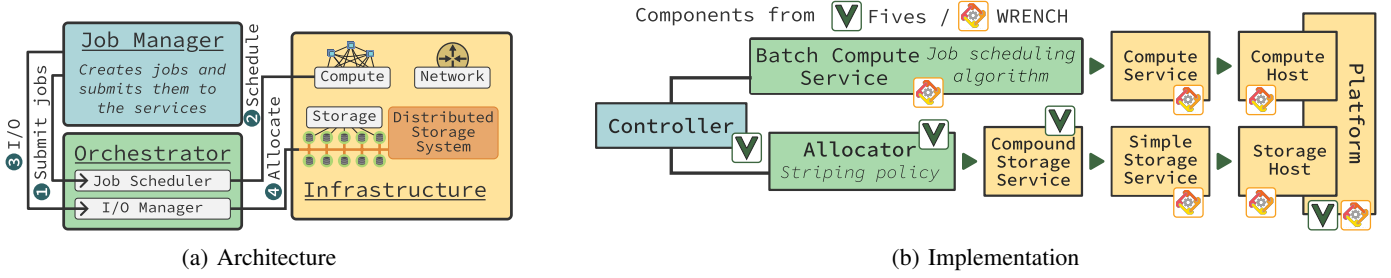 Job Manager
Creates jobs and
submits them to
the services
Orchestrator
Job Scheduler
I/O Manager
3 I/O
1 Submit jobs
2 Schedule
4 Allocate
Compute
Network
Storage
Distributed
Storage
System
Infrastructure
(a) Architecture
Components from V Fives / WRENCH
Controller
Batch Compute
Service
Job scheduling
algorithm
Compute
Service
Compute
Host
Allocator
Striping policy
Compound
Storage
Service
Simple
Storage
Service
Storage
Host
Platform
(b) Implementation